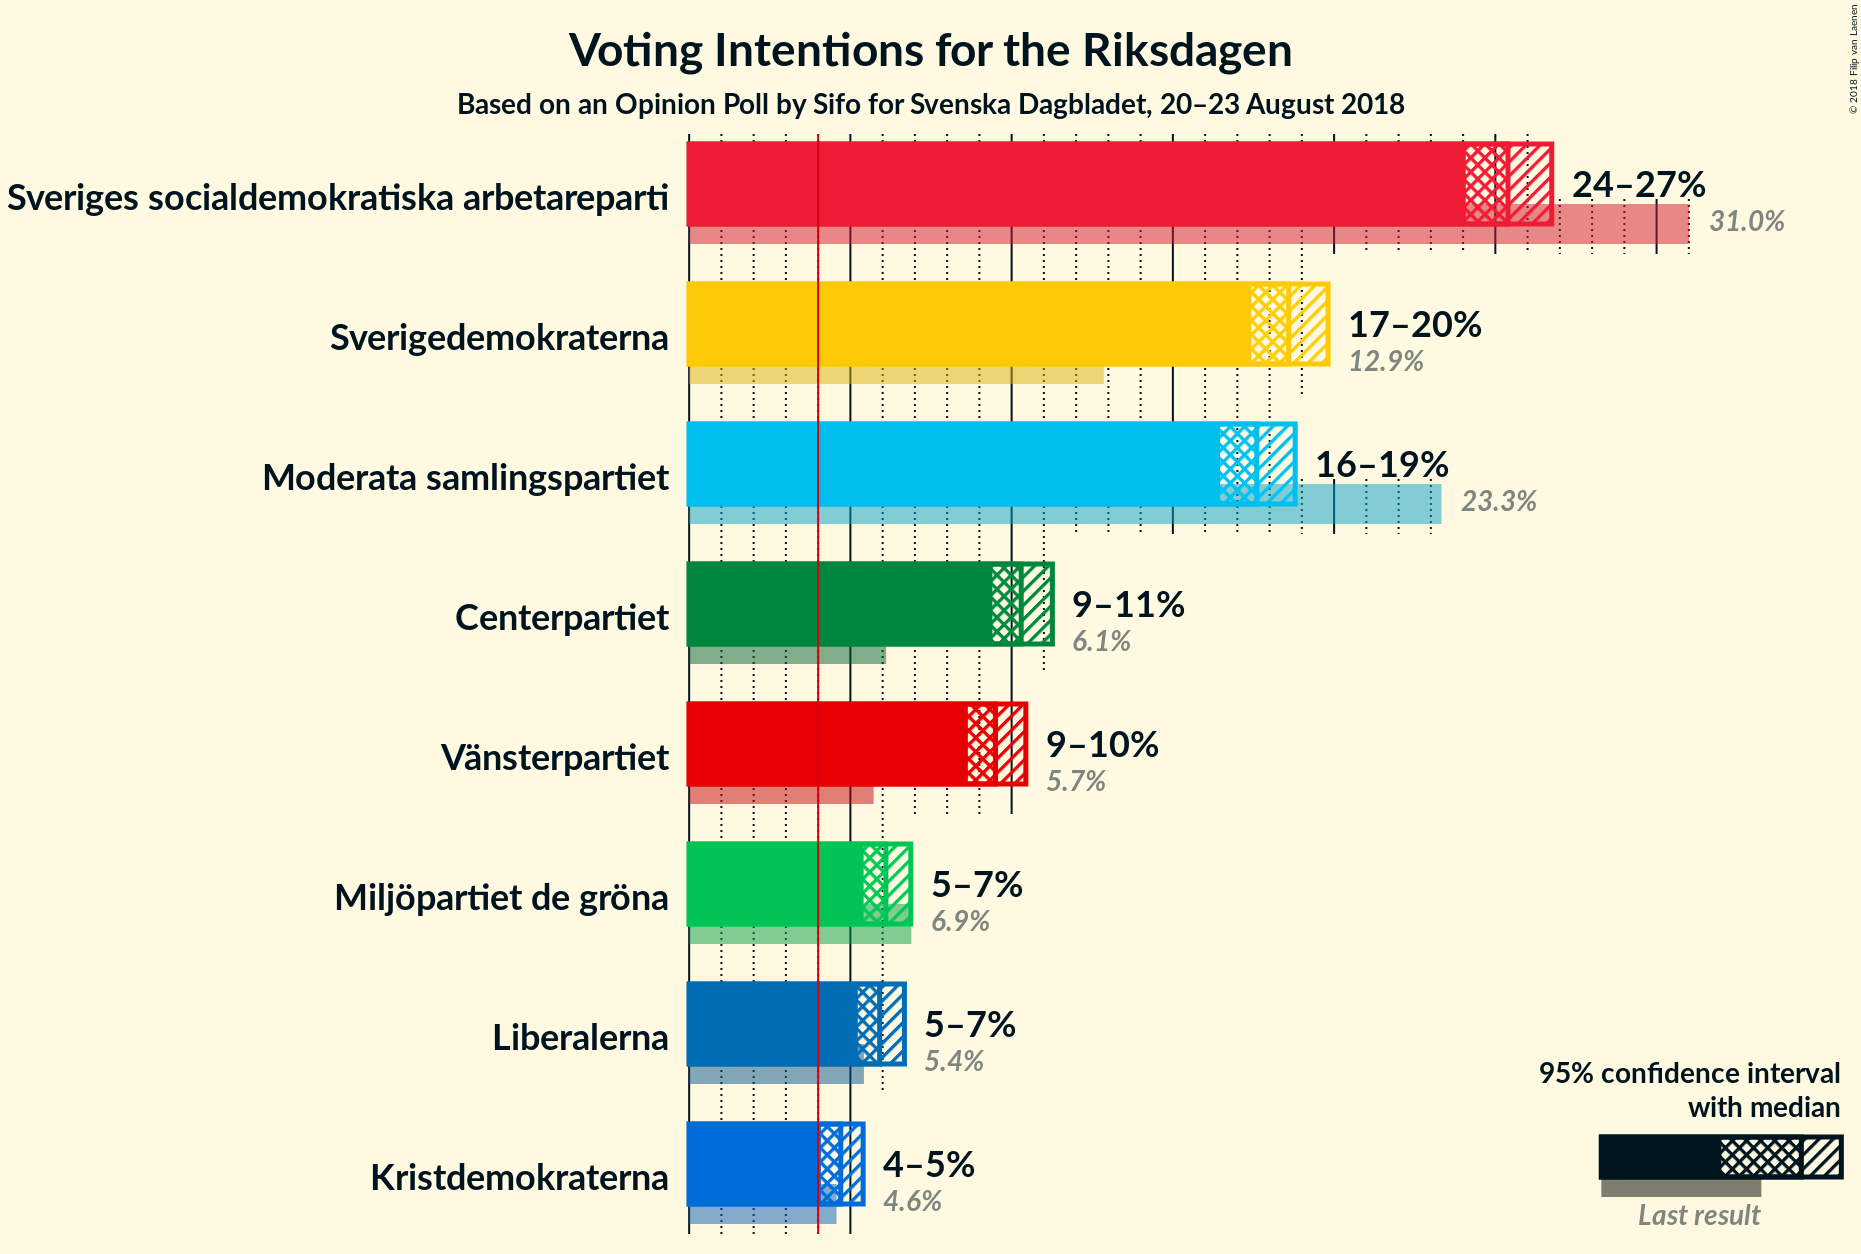 Voting Intentions for the Riksdagen
Based on an Opinion Poll by Sifo for Svenska Dagbladet, 20–23 August 2018
© 2018 Filip van Laenen
Sveriges socialdemokratiska arbetareparti
24–27%
31.0%
Sverigedemokraterna
17–20%
12.9%
Moderata samlingspartiet
16–19%
23.3%
Centerpartiet
9–11%
6.1%
Vänsterpartiet
9–10%
5.7%
Miljöpartiet de gröna
5–7%
6.9%
Liberalerna
5–7%
5.4%
Kristdemokraterna
4–5%
4.6%
95% confidence interval
with median
Last result